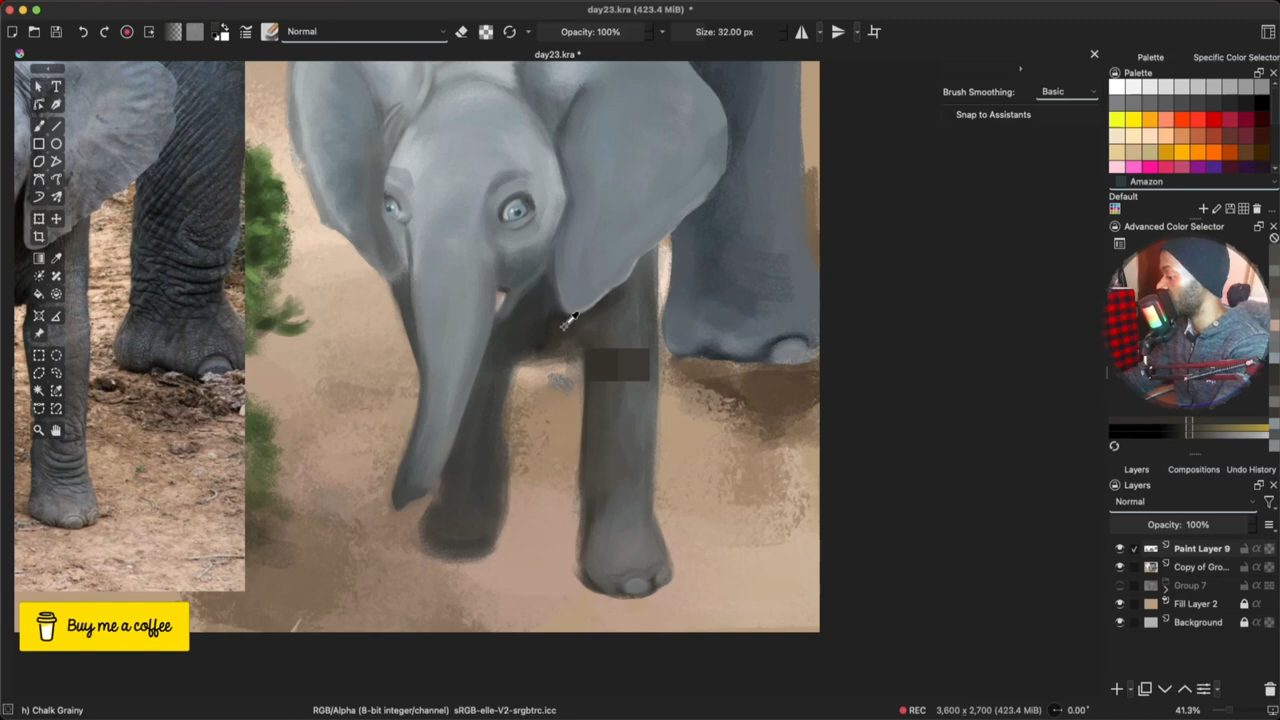 day23.kra (423.4 MiB) *
Normal
Opacity: 100%
Size: 32.00 px
day23.kra *
Brush Smoothing:
Basic
Snap to Assistants
Palette
Specific Color Selector
Palette
Amazon
Default
Advanced Color Selector
Layers
Compositions
Undo History
Layers
Normal
Opacity: 100%
Paint Layer 9
Copy of Gro...
Group 7
Fill Layer 2
Background
Buy me a coffee
h) Chalk Grainy
RGB/Alpha (8-bit integer/channel) sRGB-elle-V2-srgbtrc.icc
REC
3,600 x 2,700 (423.4 MiB)
0.00°
41.3%